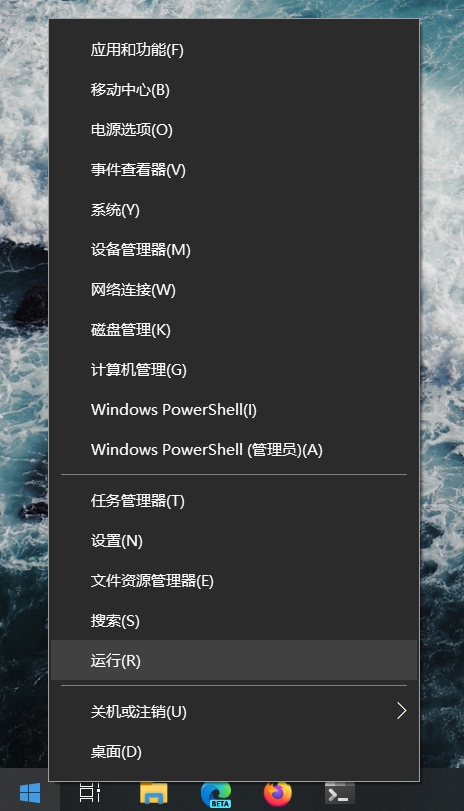 应用和功能(F)
移动中心(B)
电源选项(O)
事件查看器(V)
系统(Y)
设备管理器(M)
网络连接(W)
磁盘管理(K)
计算机管理(G)
Windows PowerShell(I)
Windows PowerShell (管理员)(A)
任务管理器(T)
设置(N)
文件资源管理器(E)
搜索(S)
运行(R)
关机或注销(U)
桌面(D)
BETA